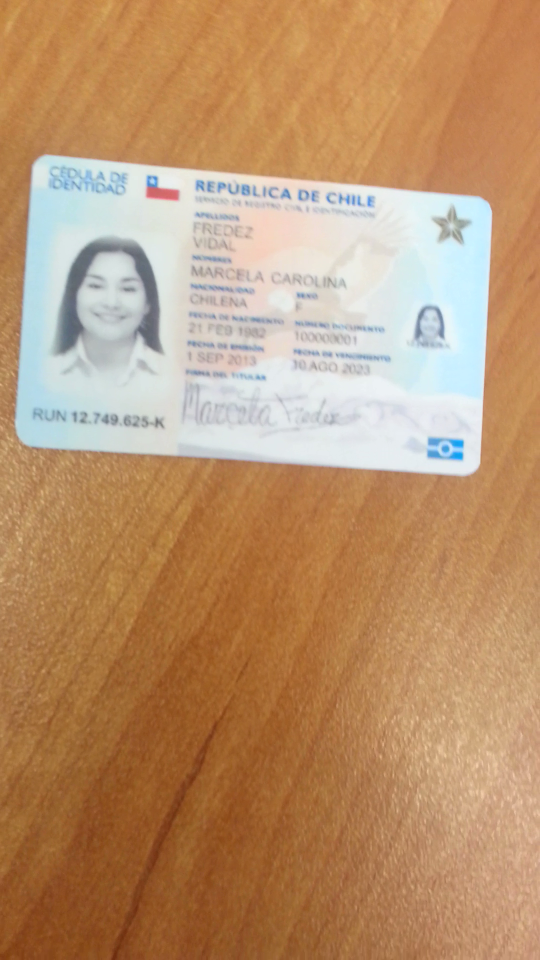 CÉDULA DE
IDENTIDAD
REPÚBLICA DE CHILE
SERVICIO DE REGISTRO CIVIL E IDENTIFICACIÓN
APELLIDOS
FREDEZ
VIDAL
NOMBRES
MARCELA CAROLINA
NACIONALIDAD SEXO
CHILENA F
FECHA DE NACIMIENTO NÚMERO DOCUMENTO
21 FEB 1982 100000001
FECHA DE EMISIÓN FECHA DE VENCIMIENTO
1 SEP 2013 30 AGO 2023
FIRMA DEL TITULAR
Marcela Fredez
RUN 12.749.625-K